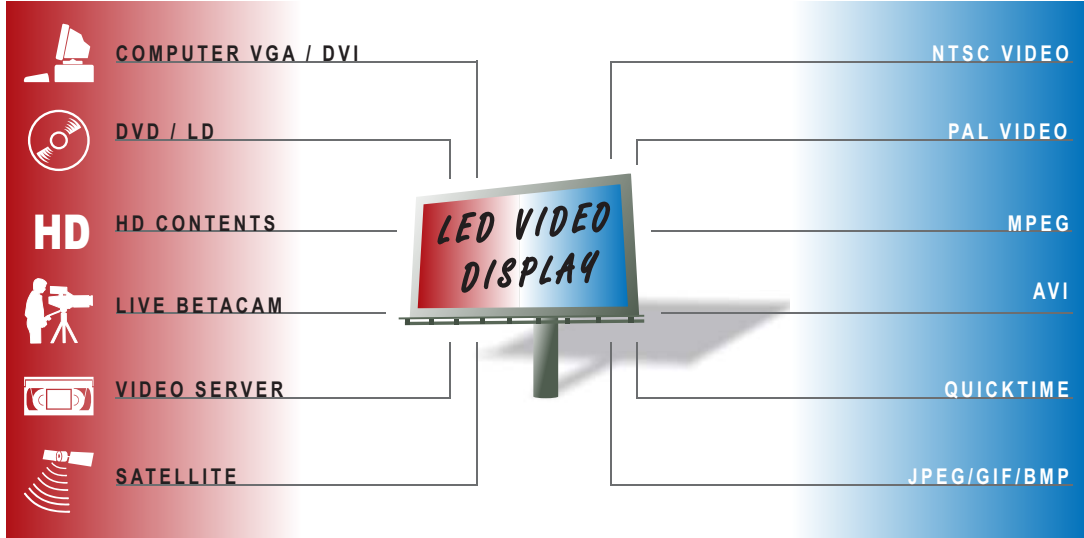 COMPUTER VGA / DVI
DVD / LD
HD
HD CONTENTS
LIVE BETACAM
VIDEO SERVER
SATELLITE
LED VIDEO
DISPLAY
NTSC VIDEO
PAL VIDEO
MPEG
AVI
QUICKTIME
JPEG/GIF/BMP